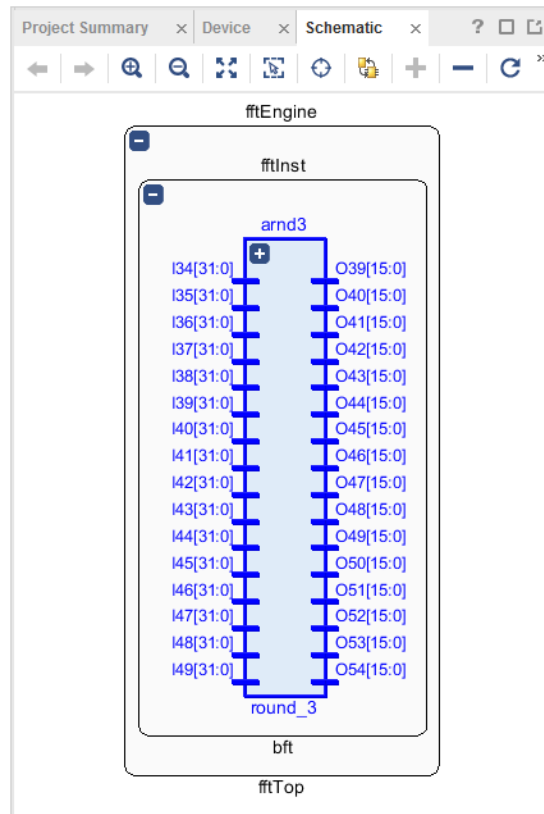 Project Summary × Device × Schematic × ?
»
fftEngine
fftInst
arnd3
I34[31:0] O39[15:0]
I35[31:0] O40[15:0]
I36[31:0] O41[15:0]
I37[31:0] O42[15:0]
I38[31:0] O43[15:0]
I39[31:0] O44[15:0]
I40[31:0] O45[15:0]
I41[31:0] O46[15:0]
I42[31:0] O47[15:0]
I43[31:0] O48[15:0]
I44[31:0] O49[15:0]
I45[31:0] O50[15:0]
I46[31:0] O51[15:0]
I47[31:0] O52[15:0]
I48[31:0] O53[15:0]
I49[31:0] O54[15:0]
round_3
bft
fftTop